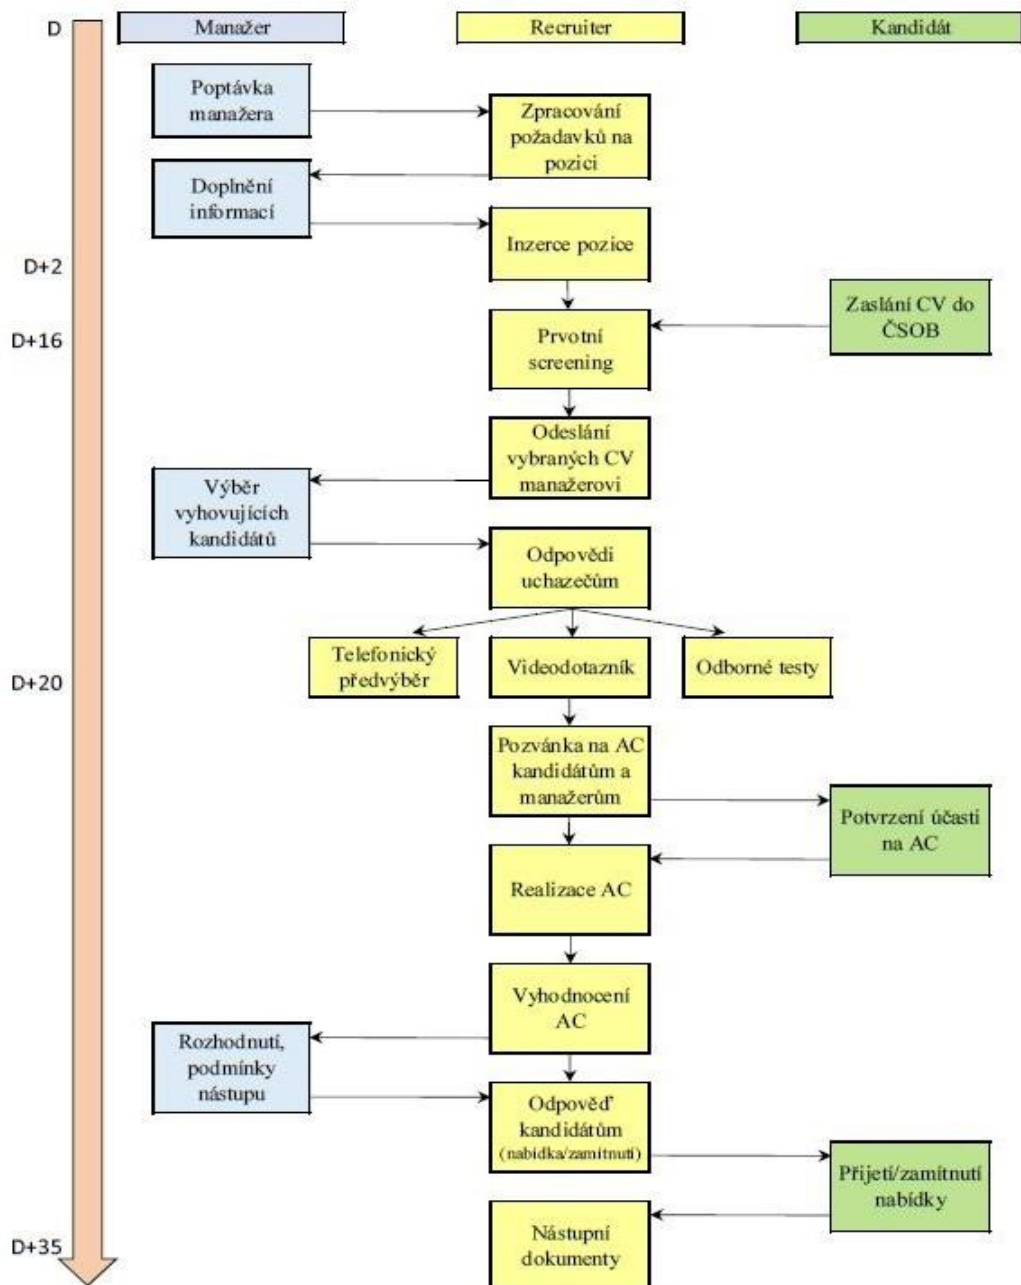 D
Manažer
Recruiter
Kandidát
Poptávka
manažera
Zpracování
požadavků na
pozici
Doplnění
informací
Inzerce pozice
D+2
Zaslání CV do
ČSOB
D+16
Prvotní
screening
Odeslání
vybraných CV
manažerovi
Výběr
vyhovujících
kandidátů
Odpovědi
uchazečům
Telefonický
předvýběr
Videodotazník
Odborné testy
D+20
Pozvánka na AC
kandidátům a
manažerům
Potvrzení účasti
na AC
Realizace AC
Vyhodnocení
AC
Rozhodnutí,
podmínky
nástupu
Odpověď
kandidátům
(nabídka/zamítnutí)
Přijetí/zamítnutí
nabídky
Nástupní
dokumenty
D+35